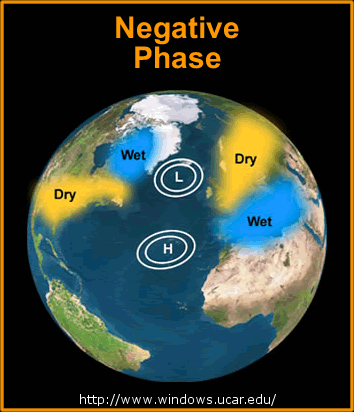 Negative
Phase
Wet
Dry
L
Dry
Wet
H
http://www.windows.ucar.edu/